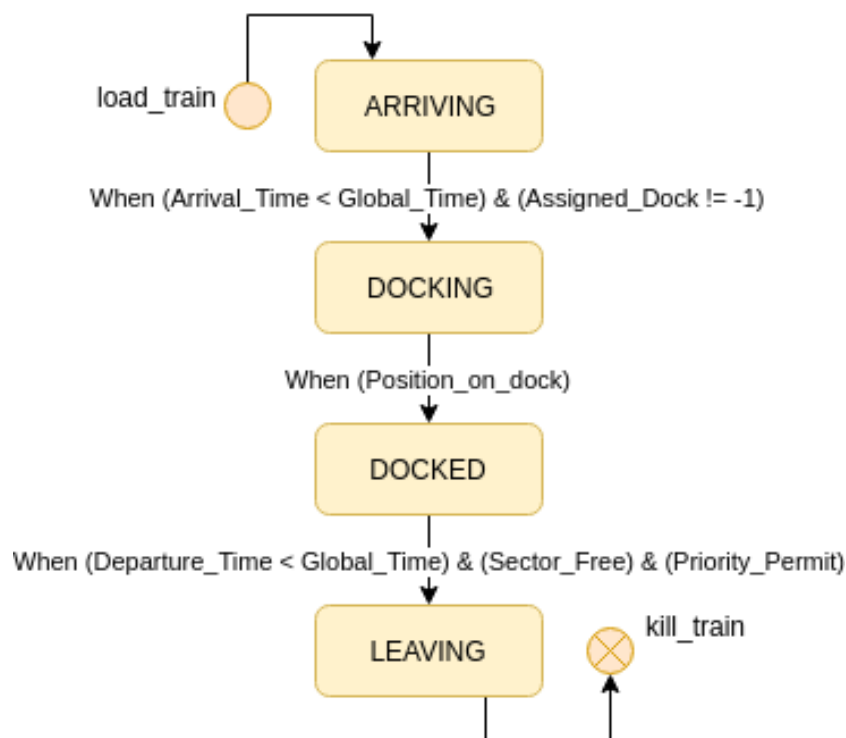 load_train
ARRIVING
When (Arrival_Time < Global_Time) & (Assigned_Dock != -1)
DOCKING
When (Position_on_dock)
DOCKED
When (Departure_Time < Global_Time) & (Sector_Free) & (Priority_Permit)
kill_train
LEAVING